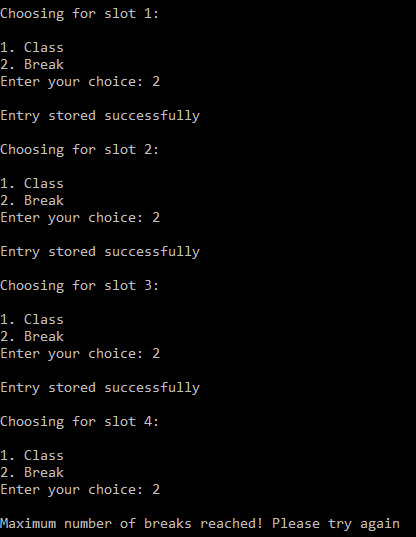 Choosing for slot 1:
1. Class
2. Break
Enter your choice: 2
Entry stored successfully
Choosing for slot 2:
1. Class
2. Break
Enter your choice: 2
Entry stored successfully
Choosing for slot 3:
1. Class
2. Break
Enter your choice: 2
Entry stored successfully
Choosing for slot 4:
1. Class
2. Break
Enter your choice: 2
Maximum number of breaks reached! Please try again